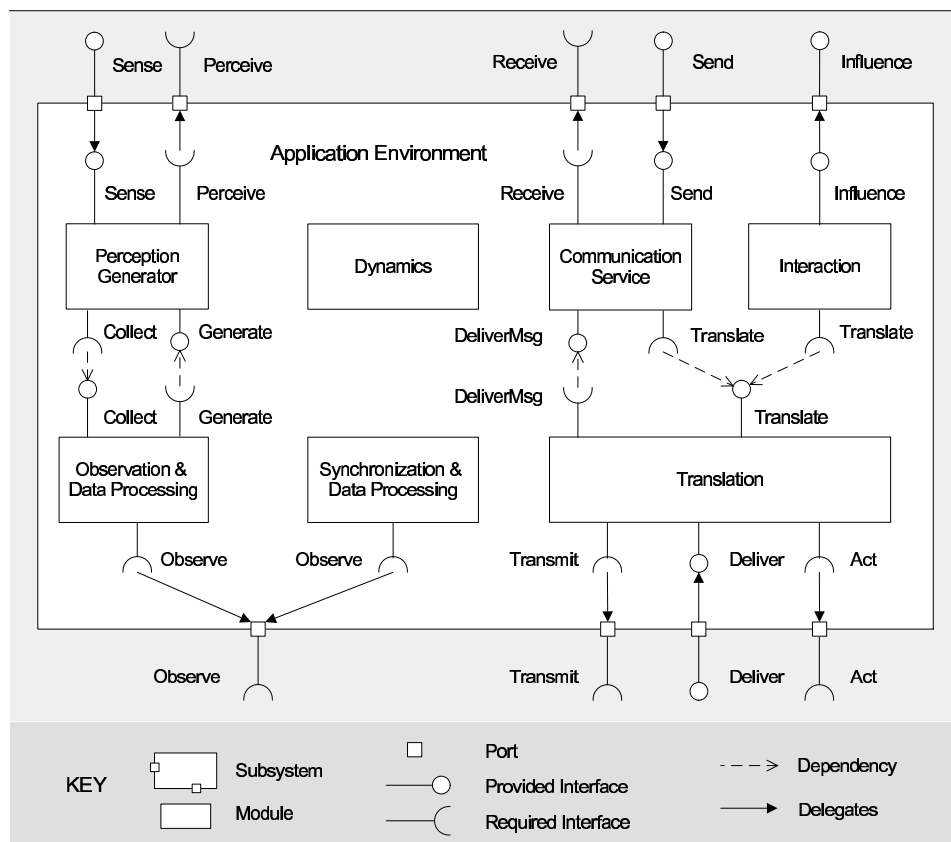 Sense
Perceive
Receive
Send
Influence
Application Environment
Sense
Perceive
Receive
Send
Influence
Perception
Generator
Dynamics
Communication
Service
Interaction
Collect
Generate
DeliverMsg
Translate
Translate
DeliverMsg
Collect
Generate
Translate
Observation &
Data Processing
Synchronization &
Data Processing
Translation
Observe
Observe
Transmit
Deliver
Act
Observe
Transmit
Deliver
Act
KEY
Subsystem
Module
Port
Provided Interface
Required Interface
Dependency
Delegates